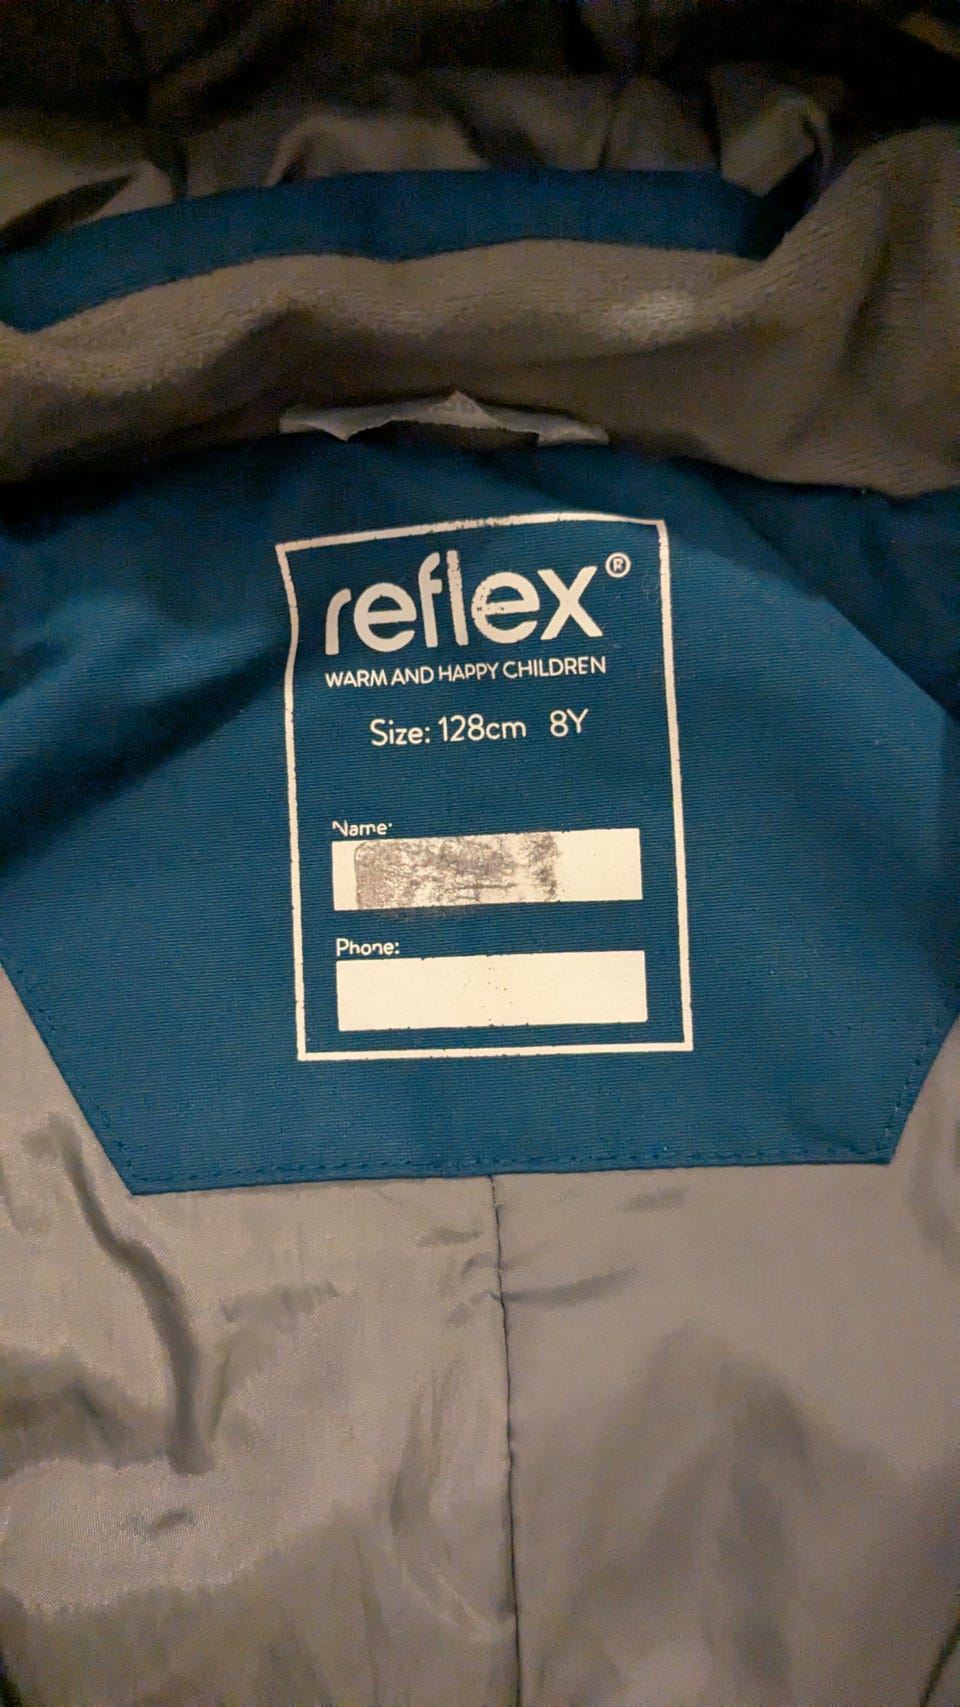 reflex®
WARM AND HAPPY CHILDREN
Size: 128cm 8Y
Name:
Phone: